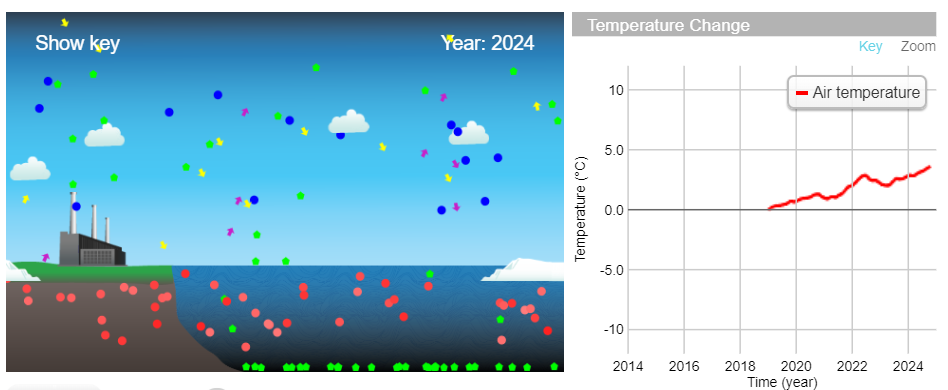 Show key
Year: 2024
Temperature Change
Key
Zoom
Air temperature
10
5.0
0.0
-5.0
-10
Temperature (°C)
2014
2016
2018
2020
2022
2024
Time (year)